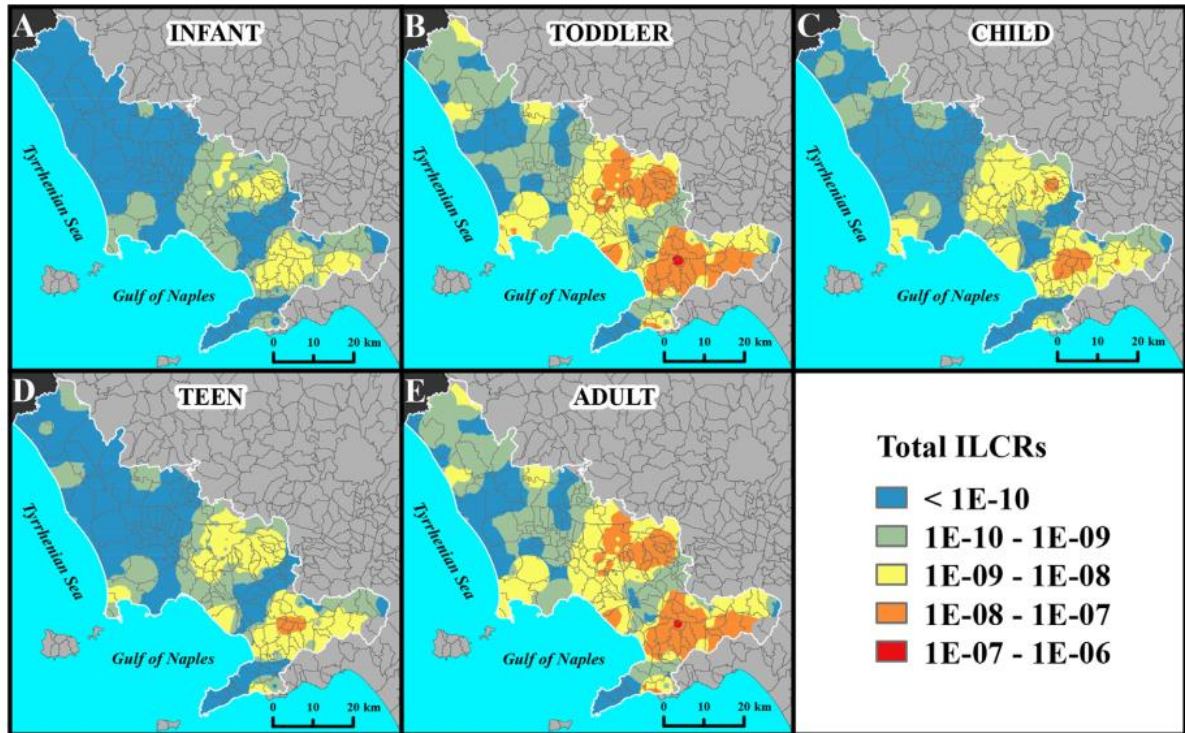 A
INFANT
Tyrrhenian Sea
Gulf of Naples
0 10 20 km
B
TODDLER
Tyrrhenian Sea
Gulf of Naples
0 10 20 km
C
CHILD
Tyrrhenian Sea
Gulf of Naples
0 10 20 km
D
TEEN
Tyrrhenian Sea
Gulf of Naples
0 10 20 km
E
ADULT
Tyrrhenian Sea
Gulf of Naples
0 10 20 km
Total ILCRs
< 1E-10
1E-10 - 1E-09
1E-09 - 1E-08
1E-08 - 1E-07
1E-07 - 1E-06